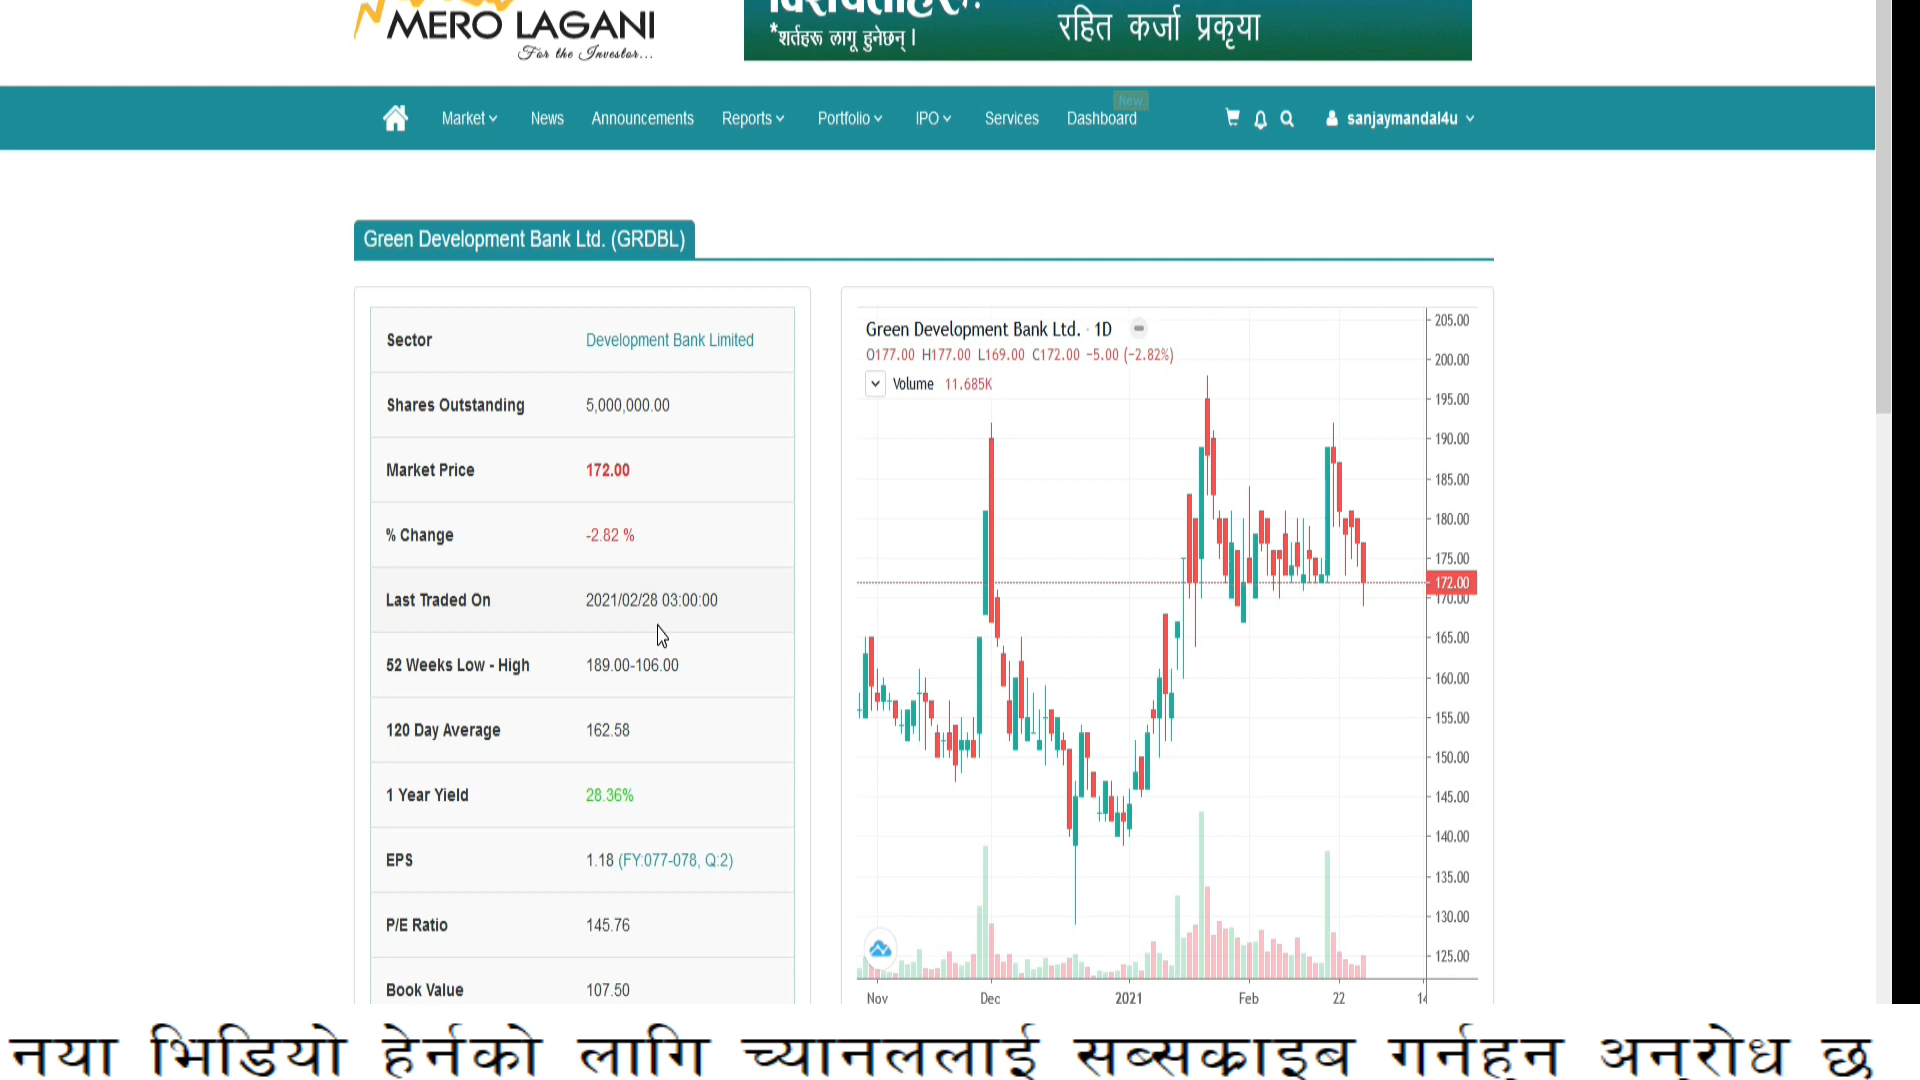 MERO LAGANI
For the Investor...
*शर्तहरू लागू हुनेछन् ।
रहित कर्जा प्रकृया
Market
News
Announcements
Reports
Portfolio
IPO
Services
Dashboard
New
sanjaymandal4u
Green Development Bank Ltd. (GRDBL)
Sector Development Bank Limited
Shares Outstanding 5,000,000.00
Market Price 172.00
% Change -2.82 %
Last Traded On 2021/02/28 03:00:00
52 Weeks Low - High 189.00-106.00
120 Day Average 162.58
1 Year Yield 28.36%
EPS 1.18 (FY:077-078, Q:2)
P/E Ratio 145.76
Book Value 107.50
Green Development Bank Ltd. · 1D
O177.00 H177.00 L169.00 C172.00 −5.00 (−2.82%)
Volume 11.685K
205.00
200.00
195.00
190.00
185.00
180.00
175.00
172.00
170.00
165.00
160.00
155.00
150.00
145.00
140.00
135.00
130.00
125.00
Nov Dec 2021 Feb 22 14
नया भिडियो हेर्नको लागि च्यानललाई सब्सक्राइब गर्नहुन अनुरोध छ